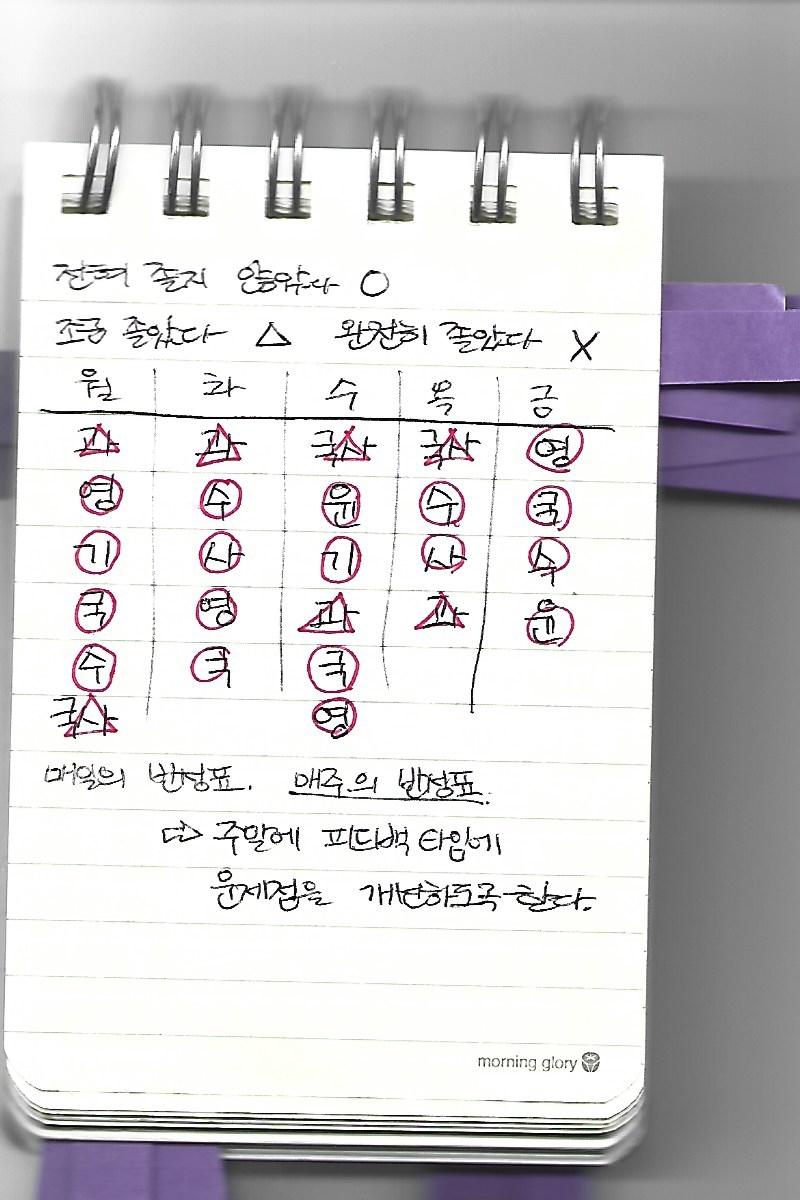 전혀 졸지 않았다 ○
조금 졸았다 △ 완전히 졸았다 X
월 화 수 목 금
과 과 국사 국사 영
영 수 윤 수 국
기 사 기 사 수
국 영 과 과 윤
수 국 국
국사 영
매일의 반성표. 매주의 반성표.
⇨ 주말에 피드백 타임에
문제점을 개선하도록 한다.
morning glory